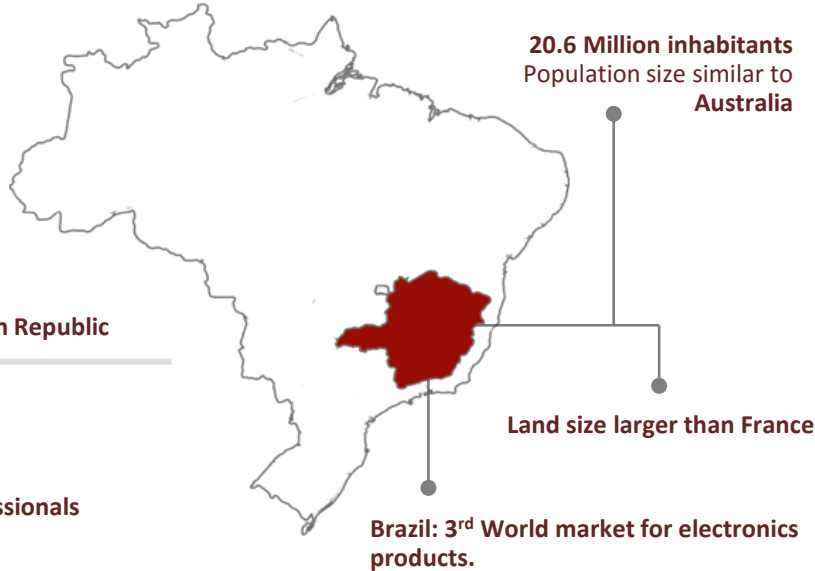 20.6 Million inhabitants
Population size similar to
Australia
Republic
Land size larger than France
Brazil: 3rd World market for electronics
products.